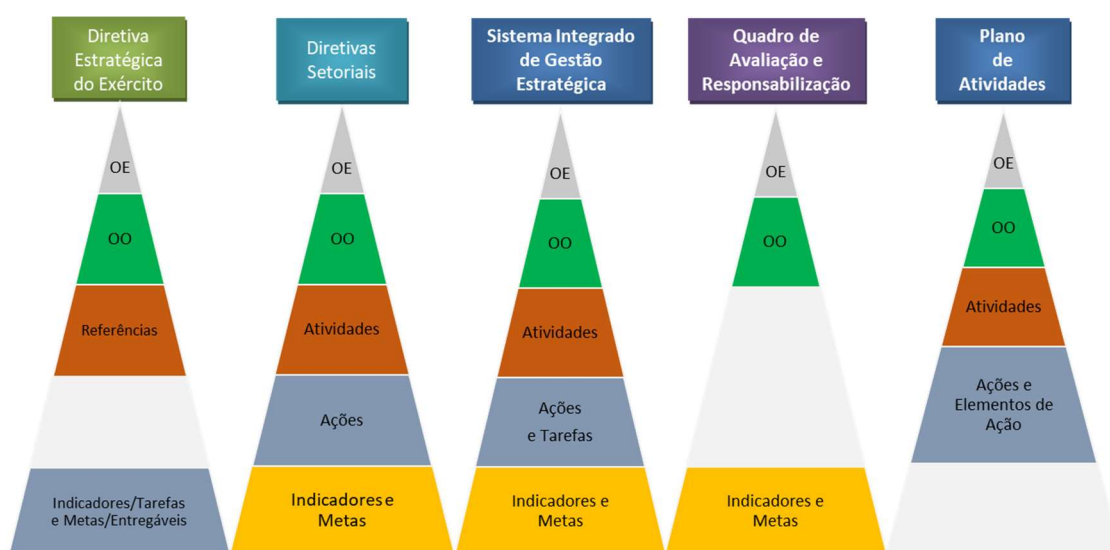 Diretiva
Estratégica
do Exército
OE
OO
Referências
Indicadores/Tarefas
e Metas/Entregáveis
Diretivas
Setoriais
OE
OO
Atividades
Ações
Indicadores e
Metas
Sistema Integrado
de Gestão
Estratégica
OE
OO
Atividades
Ações
e Tarefas
Indicadores e
Metas
Quadro de
Avaliação e
Responsabilização
OE
OO
Indicadores e
Metas
Plano
de
Atividades
OE
OO
Atividades
Ações e
Elementos de
Ação